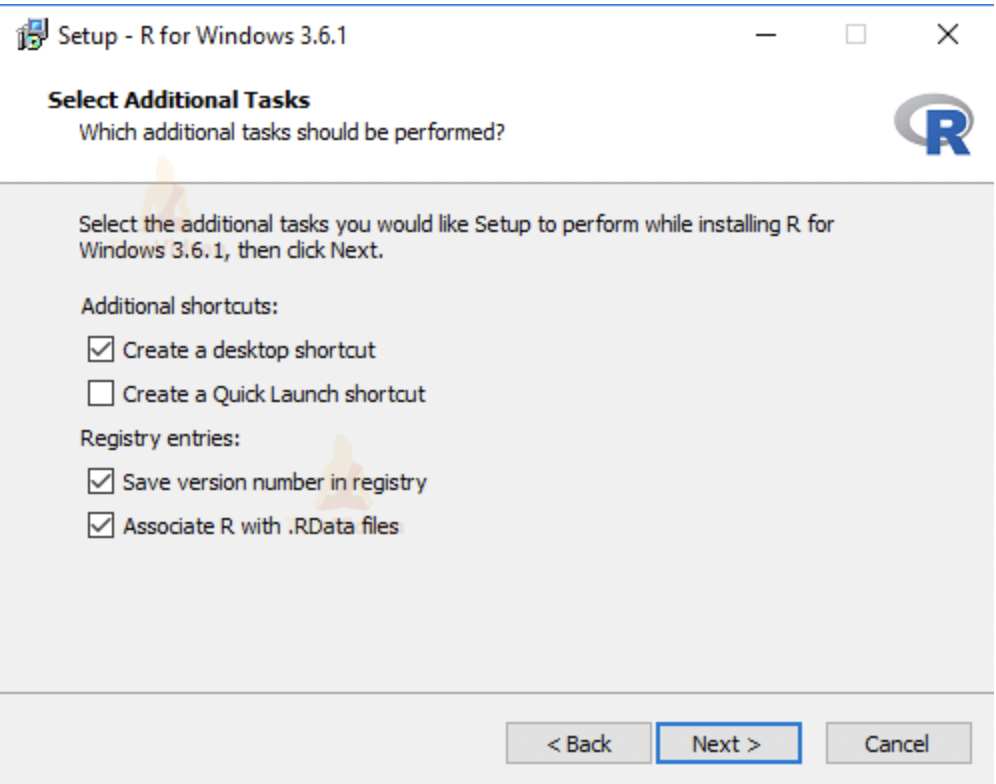 Setup - R for Windows 3.6.1
Select Additional Tasks
Which additional tasks should be performed?
R
Select the additional tasks you would like Setup to perform while installing R for
Windows 3.6.1, then click Next.
Additional shortcuts:
Create a desktop shortcut
Create a Quick Launch shortcut
Registry entries:
Save version number in registry
Associate R with .RData files
< Back
Next >
Cancel